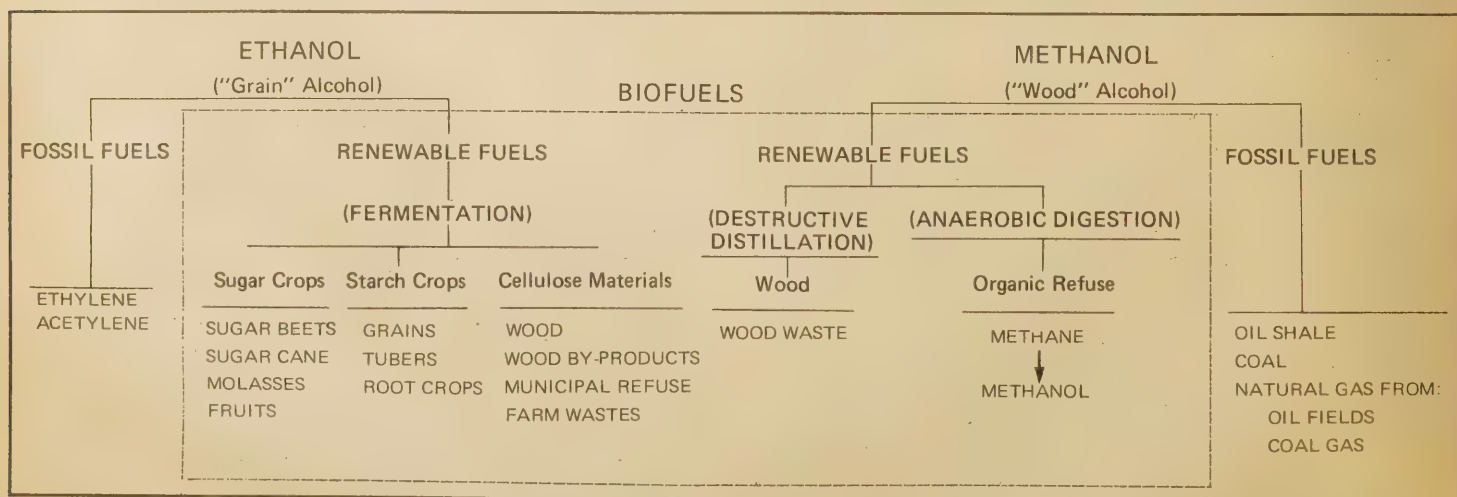 ETHANOL
("Grain" Alcohol)
METHANOL
("Wood" Alcohol)
BIOFUELS
FOSSIL FUELS
RENEWABLE FUELS
RENEWABLE FUELS
FOSSIL FUELS
(FERMENTATION)
(DESTRUCTIVE
DISTILLATION)
(ANAEROBIC DIGESTION)
ETHYLENE
ACETYLENE
Sugar Crops
SUGAR BEETS
SUGAR CANE
MOLASSES
FRUITS
Starch Crops
GRAINS
TUBERS
ROOT CROPS
Cellulose Materials
WOOD
WOOD BY-PRODUCTS
MUNICIPAL REFUSE
FARM WASTES
Wood
WOOD WASTE
Organic Refuse
METHANE
METHANOL
OIL SHALE
COAL
NATURAL GAS FROM:
OIL FIELDS
COAL GAS